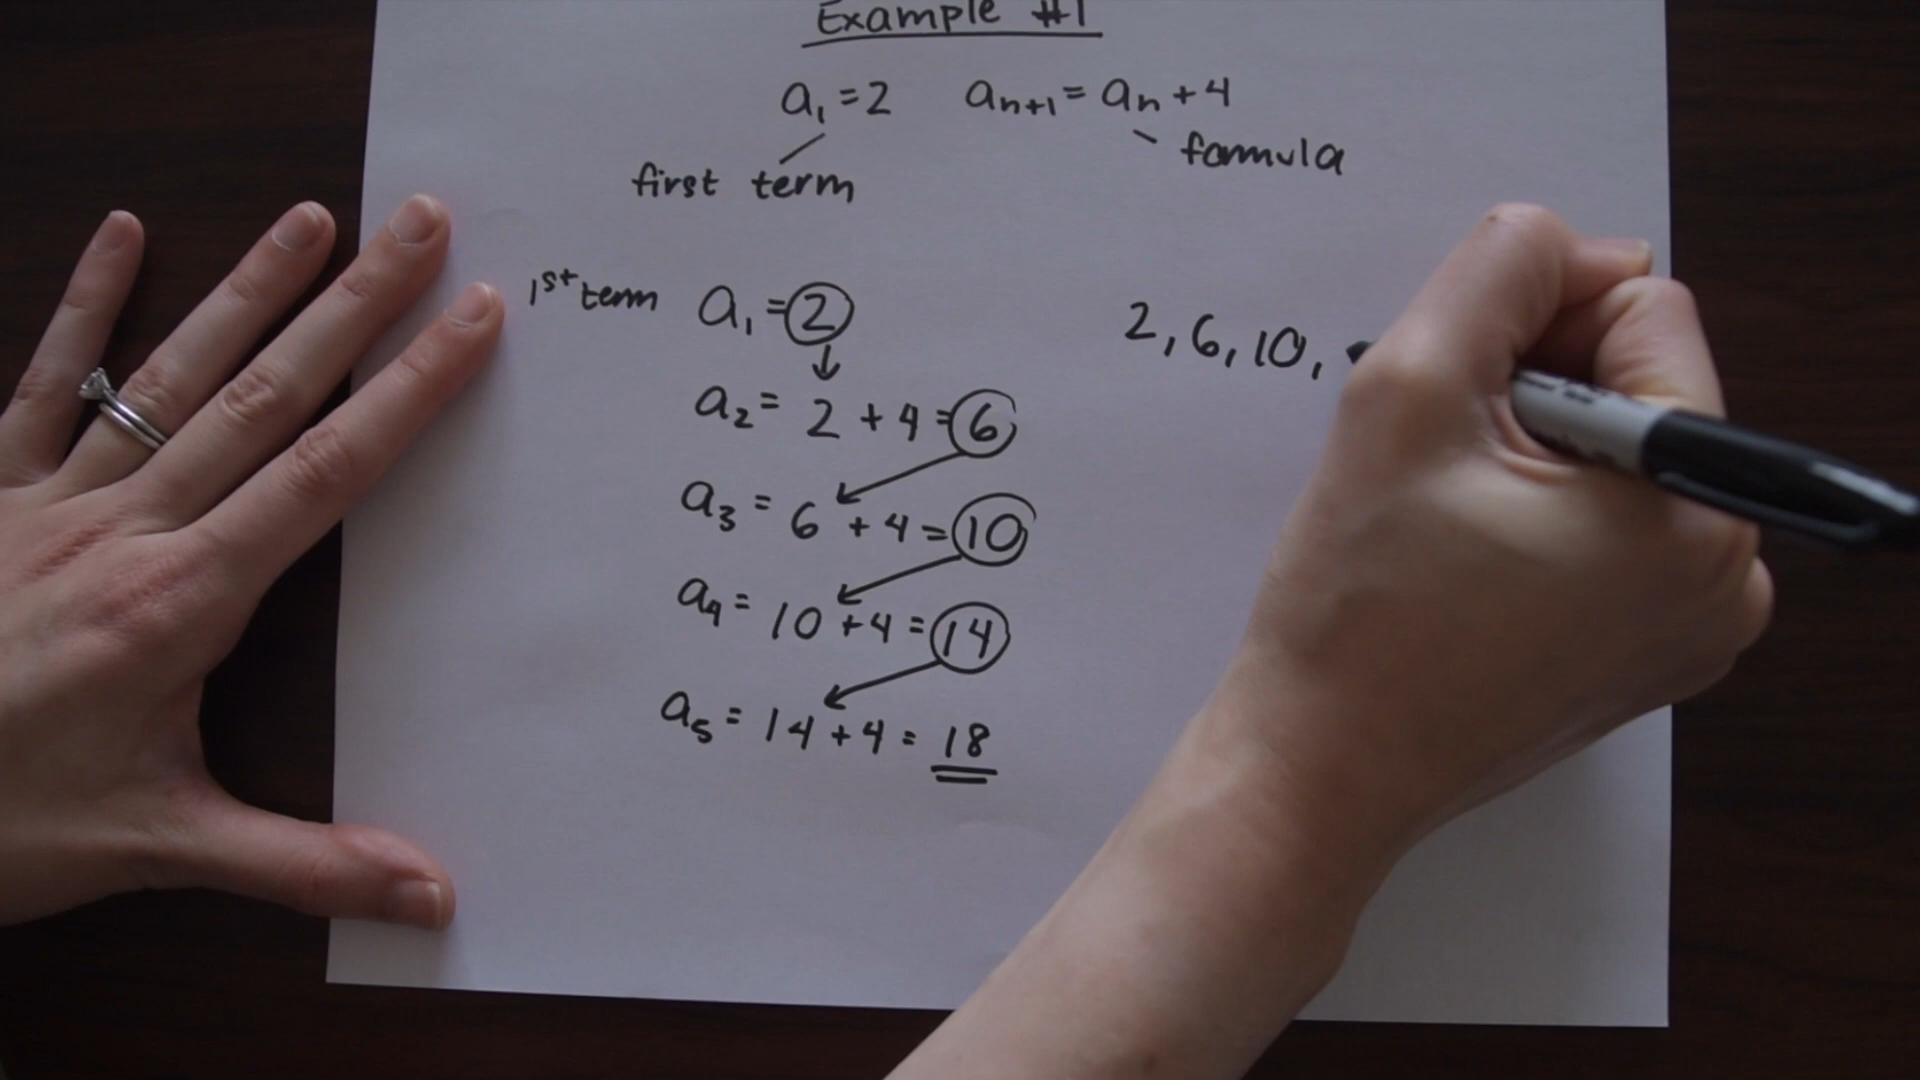 Example #1
a₁ = 2 aₙ₊₁ = aₙ + 4
first term formula
1st term a₁ = 2
2, 6, 10,
a₂ = 2 + 4 = 6
a₃ = 6 + 4 = 10
a₄ = 10 + 4 = 14
a₅ = 14 + 4 = 18